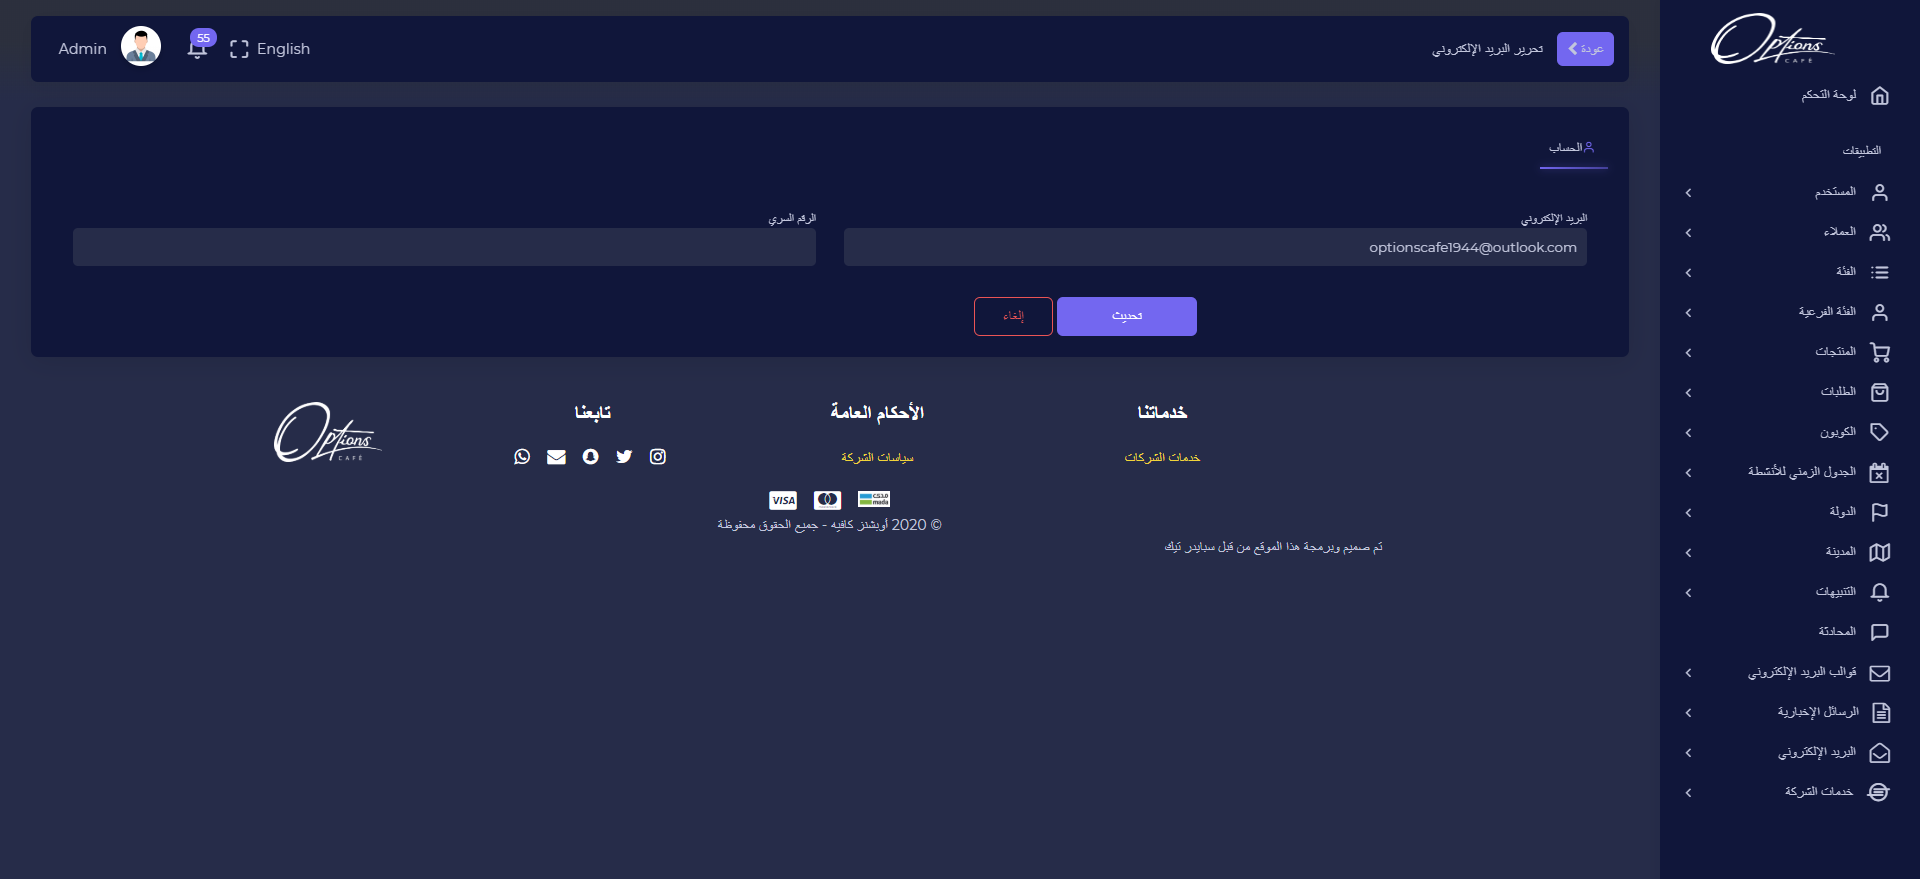 Options
CAFÉ
لوحة التحكم
التطبيقات
المستخدم
العملاء
الفئة
الفئة الفرعية
المنتجات
الطلبات
الكوبون
الجدول الزمني للأنشطة
الدولة
المدينة
التنبيهات
المحادثة
قوالب البريد الإلكتروني
الرسائل الإخبارية
البريد الإلكتروني
خدمات الشركة
عودة
تحرير البريد الإلكتروني
English
55
Admin
الحساب
البريد الإلكتروني
الرقم السري
optionscafe1944@outlook.com
تحديث
إلغاء
خدماتنا
الأحكام العامة
تابعنا
خدمات الشركات
سياسات الشركة
Options
CAFÉ
mada
VISA
© 2020 أوبشنز كافيه - جميع الحقوق محفوظة
تم صميم وبرمجة هذا الموقع من قبل سبايدر تيك